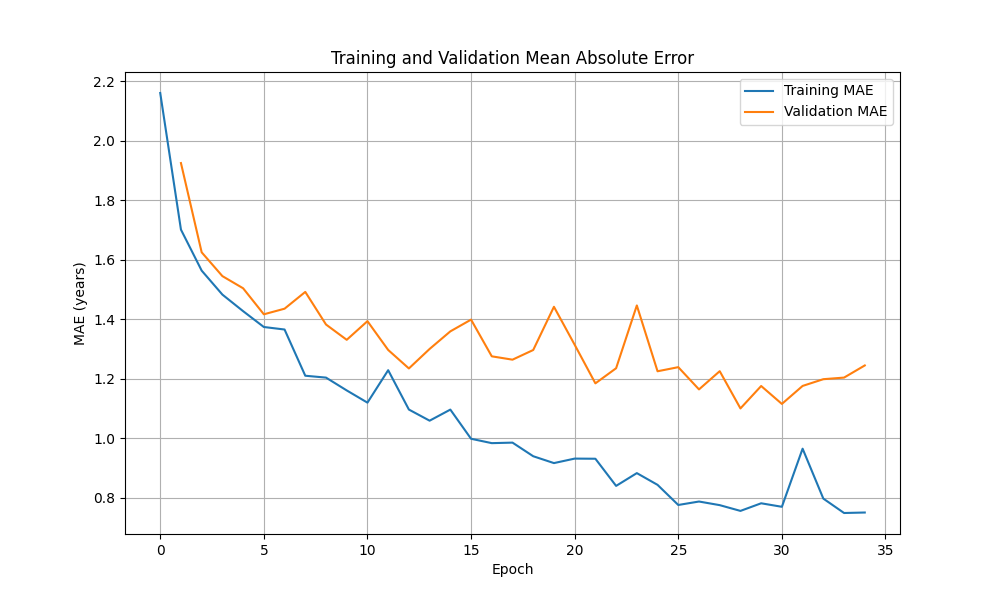 Training and Validation Mean Absolute Error
Training MAE
Validation MAE
MAE (years)
2.2
2.0
1.8
1.6
1.4
1.2
1.0
0.8
0 5 10 15 20 25 30 35
Epoch